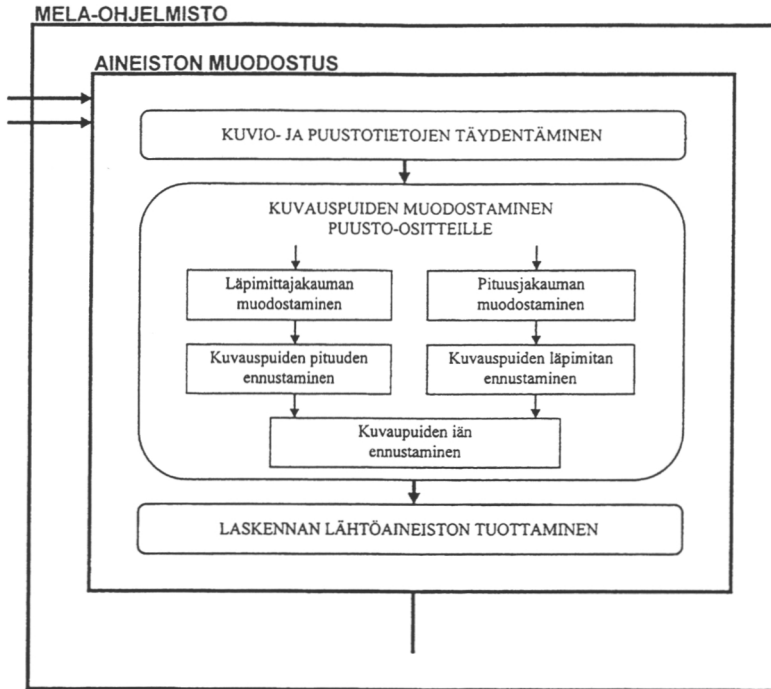 MELA-OHJELMISTO
AINEISTON MUODOSTUS
KUVIO- JA PUUSTOTIETOJEN TÄYDENTÄMINEN
KUVAUSPUIDEN MUODOSTAMINEN
PUUSTO-OSITTEILLE
Läpimittajakauman
muodostaminen
Pituusjakauman
muodostaminen
Kuvauspuiden pituuden
ennustaminen
Kuvauspuiden läpimitan
ennustaminen
Kuvaupuiden iän
ennustaminen
LASKENNAN LÄHTÖAINEISTON TUOTTAMINEN